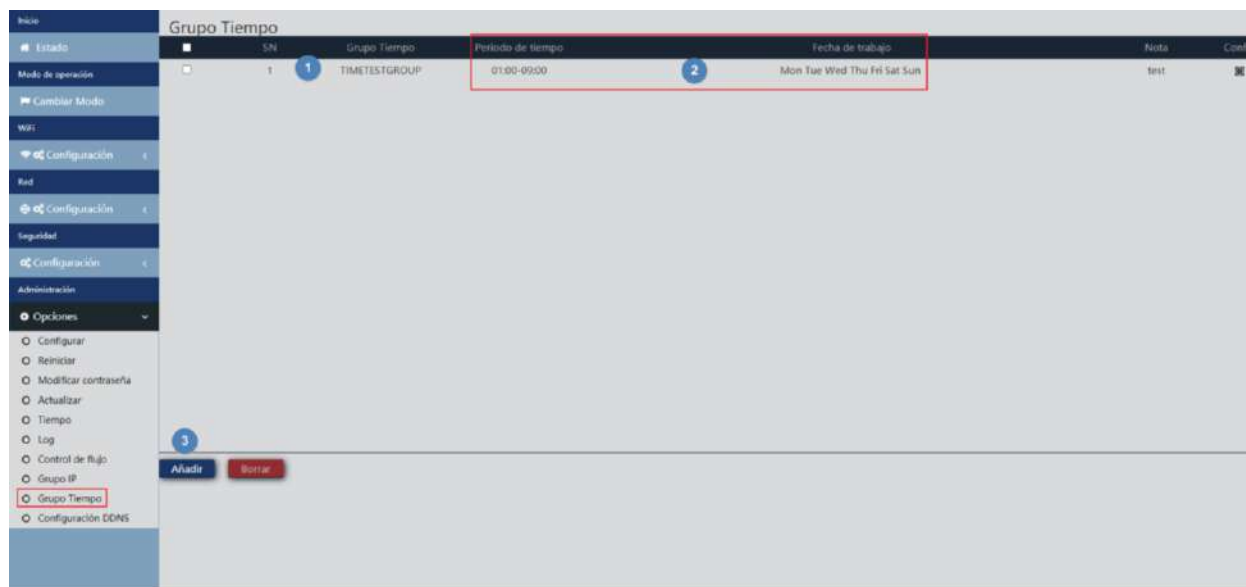 Inicio
Estado
Modo de operación
Cambiar Modo
WiFi
Configuración
Red
Configuración
Seguridad
Configuración
Administración
Opciones
Configurar
Reiniciar
Modificar contraseña
Actualizar
Tiempo
Log
Control de flujo
Grupo IP
Grupo Tiempo
Configuración DDNS
Grupo Tiempo
SN Grupo Tiempo Período de tiempo Fecha de trabajo Nota Conf
1 1 TIMETESTGROUP 01:00-09:00 2 Mon Tue Wed Thu Fri Sat Sun test
3
Añadir Borrar